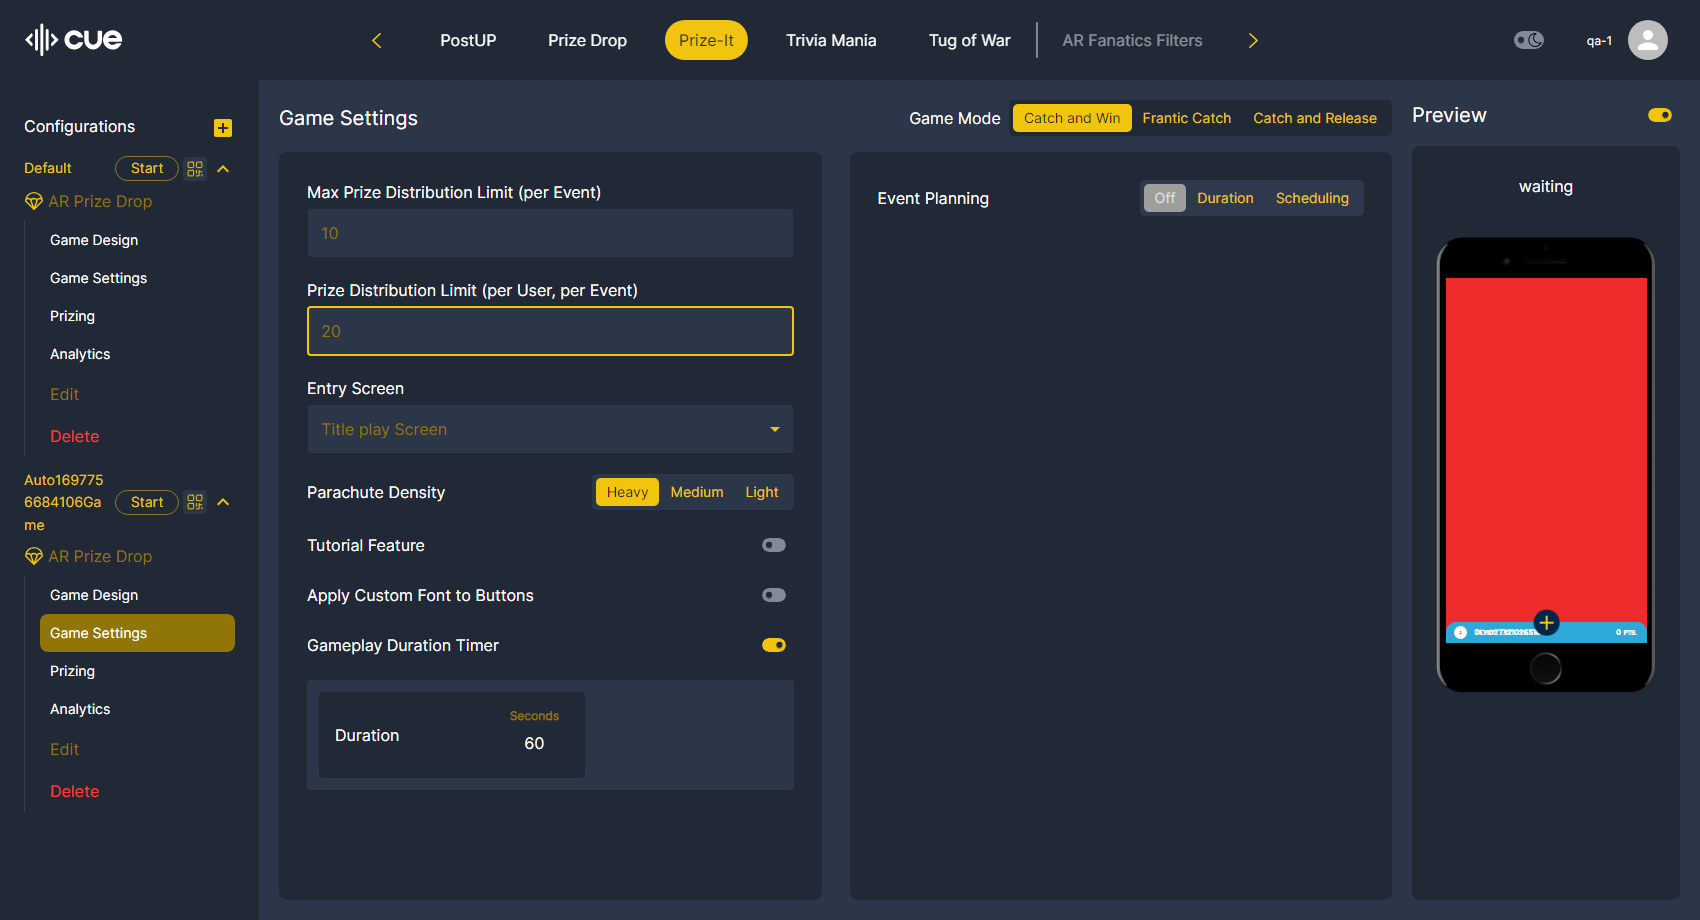 cue
PostUP
Prize Drop
Prize-It
Trivia Mania
Tug of War
AR Fanatics Filters
qa-1
Configurations
Default
Start
AR Prize Drop
Game Design
Game Settings
Prizing
Analytics
Edit
Delete
Auto169775
6684106Ga
me
Start
AR Prize Drop
Game Design
Game Settings
Prizing
Analytics
Edit
Delete
Game Settings
Game Mode
Catch and Win
Frantic Catch
Catch and Release
Max Prize Distribution Limit (per Event)
10
Prize Distribution Limit (per User, per Event)
20
Entry Screen
Title play Screen
Parachute Density
Heavy
Medium
Light
Tutorial Feature
Apply Custom Font to Buttons
Gameplay Duration Timer
Duration
Seconds
60
Event Planning
Off
Duration
Scheduling
Preview
waiting
0 PTS.